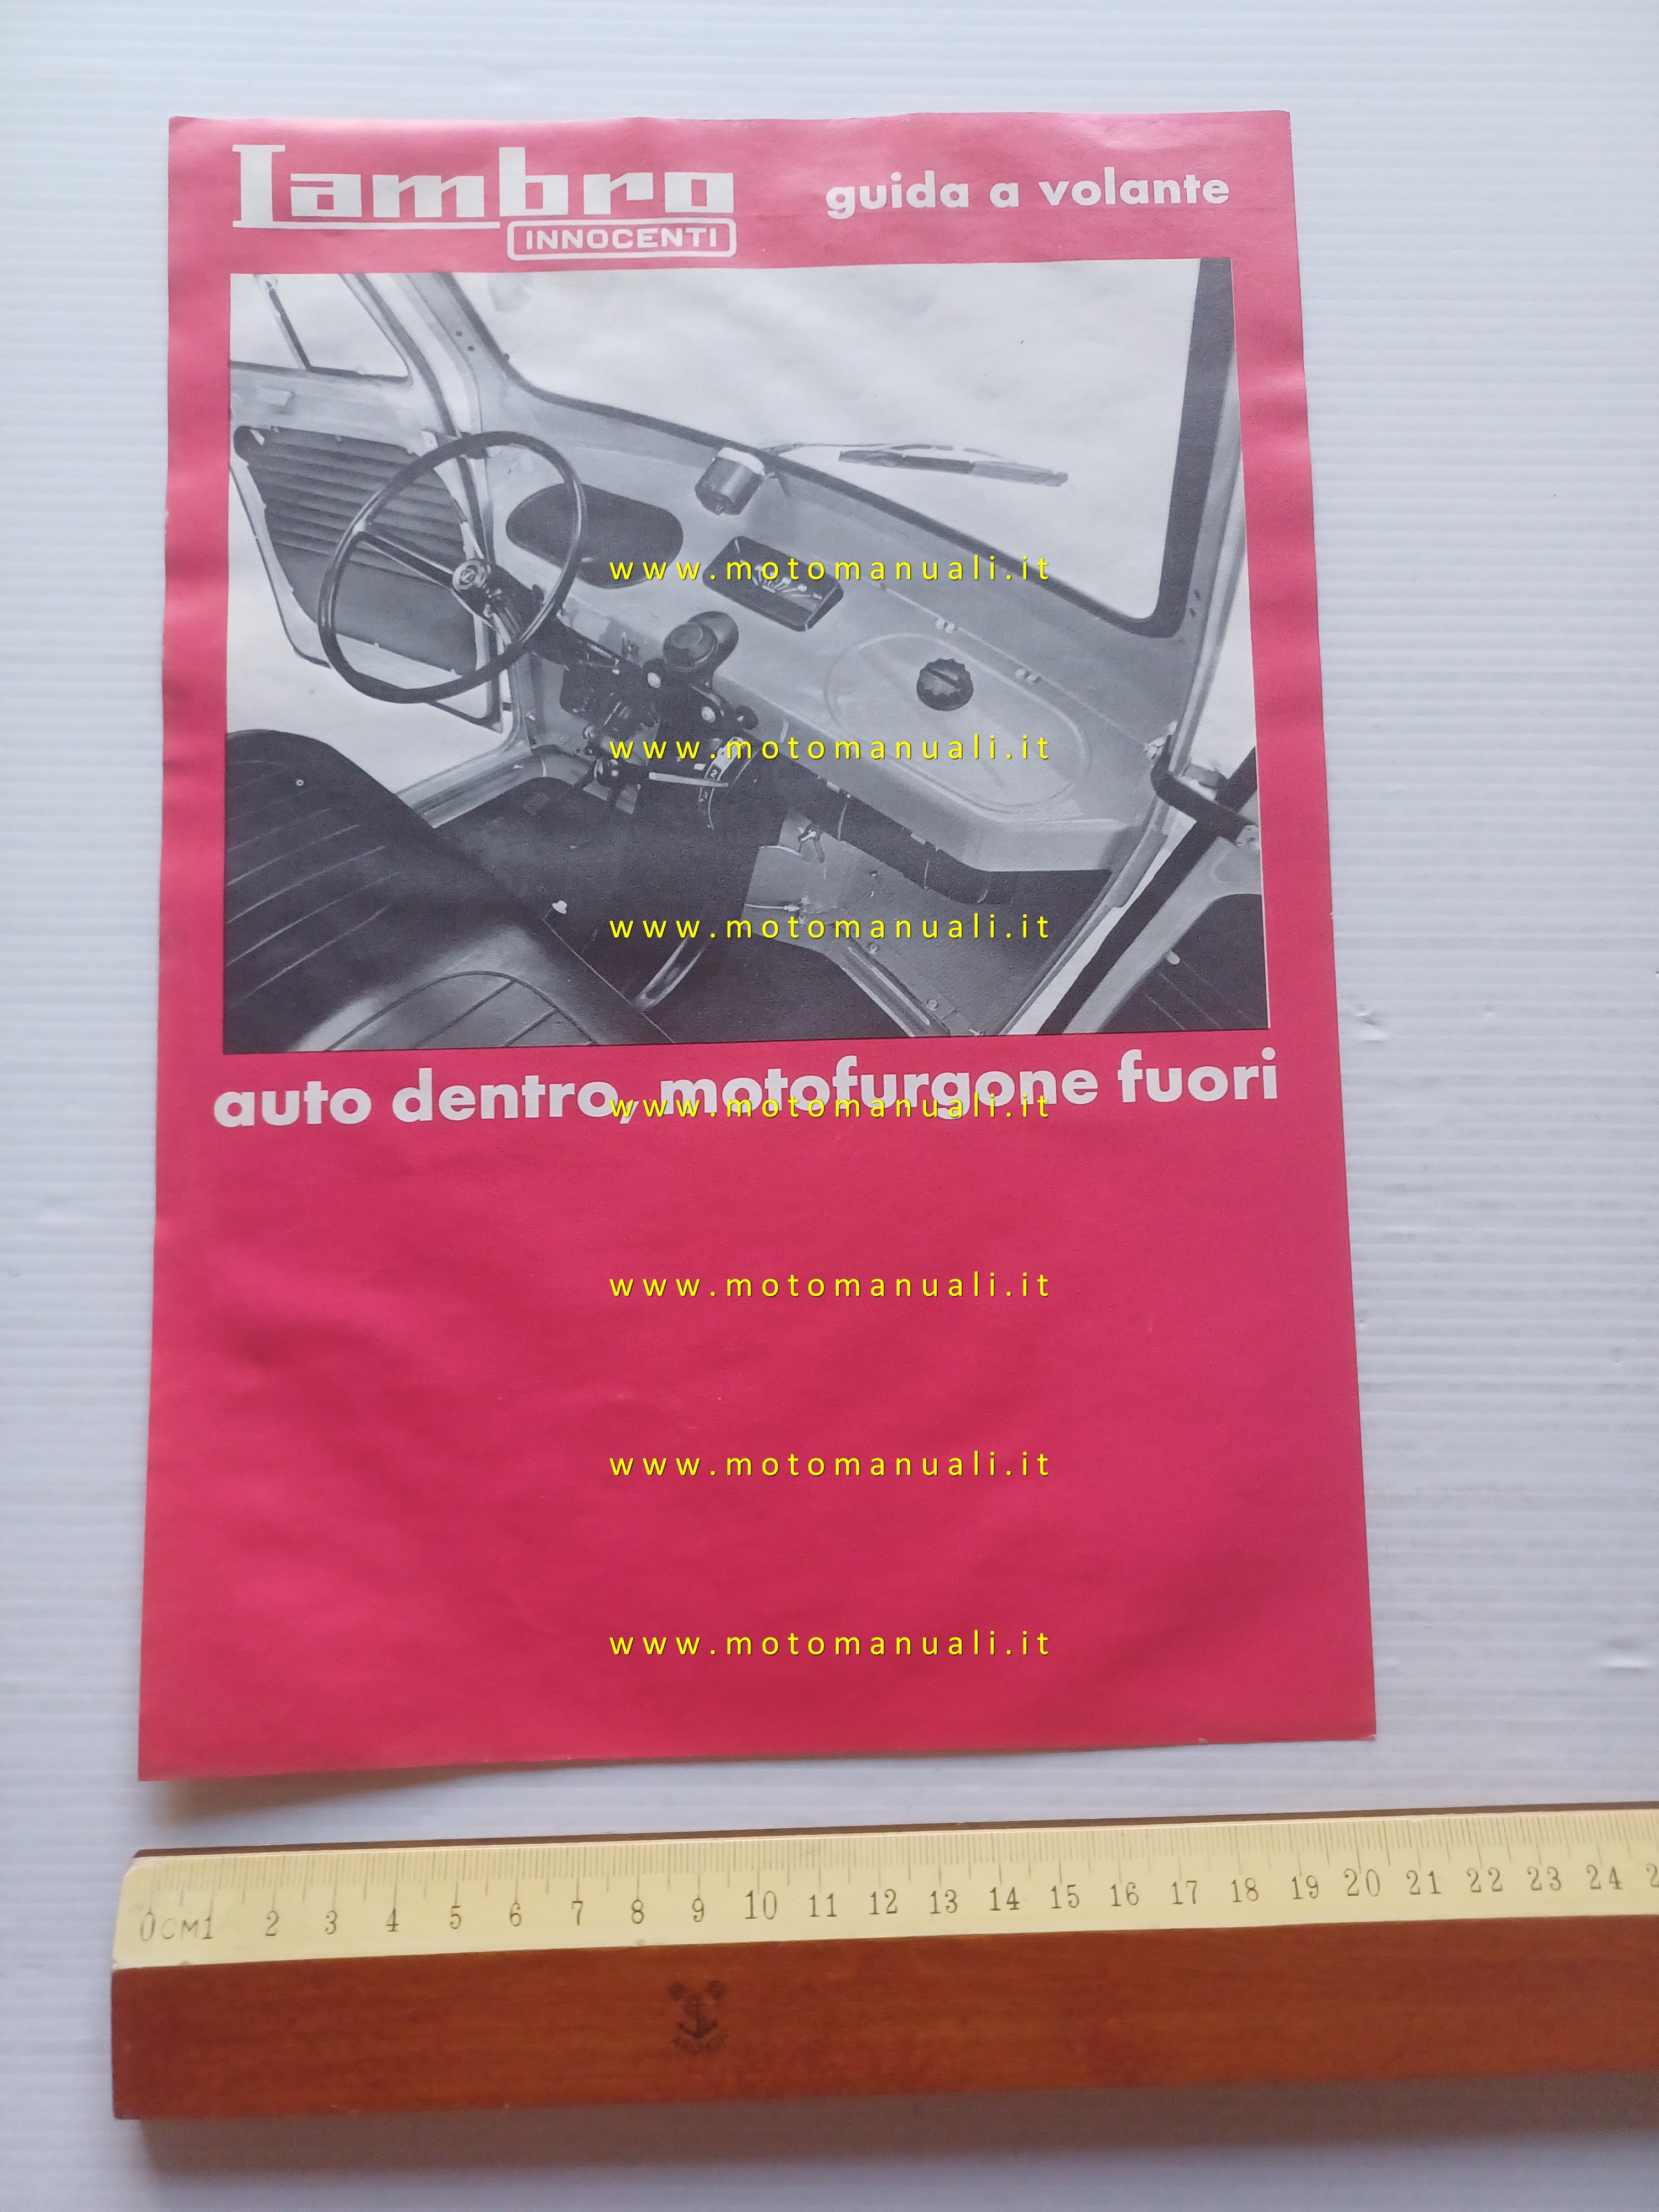 Lambro
INNOCENTI
guida a volante
www.motomanuali.it
www.motomanuali.it
www.motomanuali.it
auto dentro, motofurgone fuori
www.motomanuali.it
www.motomanuali.it
www.motomanuali.it
www.motomanuali.it
0CM1 2 3 4 5 6 7 8 9 10 11 12 13 14 15 16 17 18 19 20 21 22 23 24